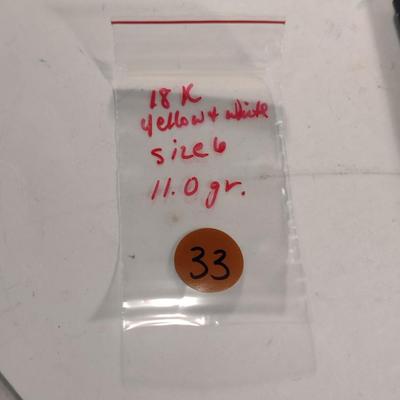 18 K
yellow + white
size 6
11.0 gr.
33